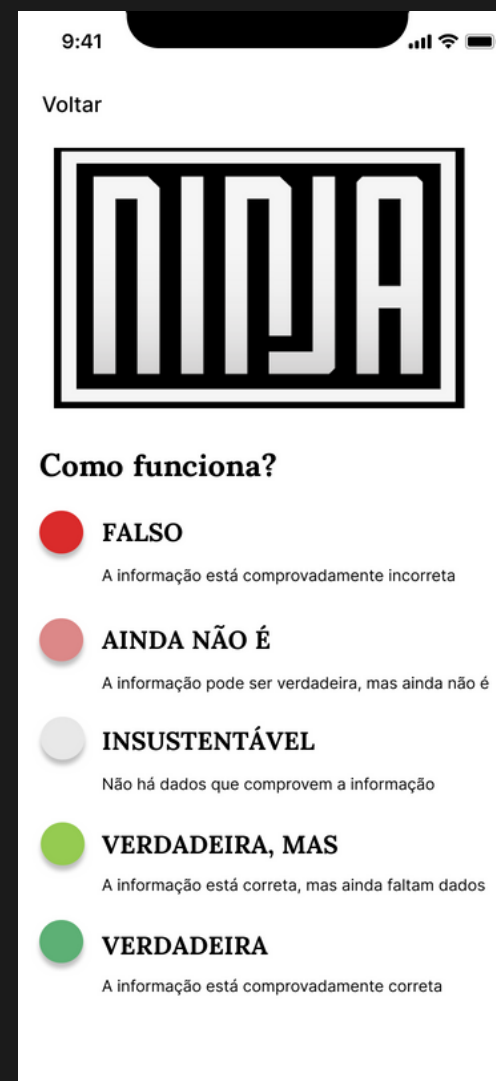 9:41
Voltar
NINJA
Como funciona?
FALSO
A informação está comprovadamente incorreta
AINDA NÃO É
A informação pode ser verdadeira, mas ainda não é
INSUSTENTÁVEL
Não há dados que comprovem a informação
VERDADEIRA, MAS
A informação está correta, mas ainda faltam dados
VERDADEIRA
A informação está comprovadamente correta